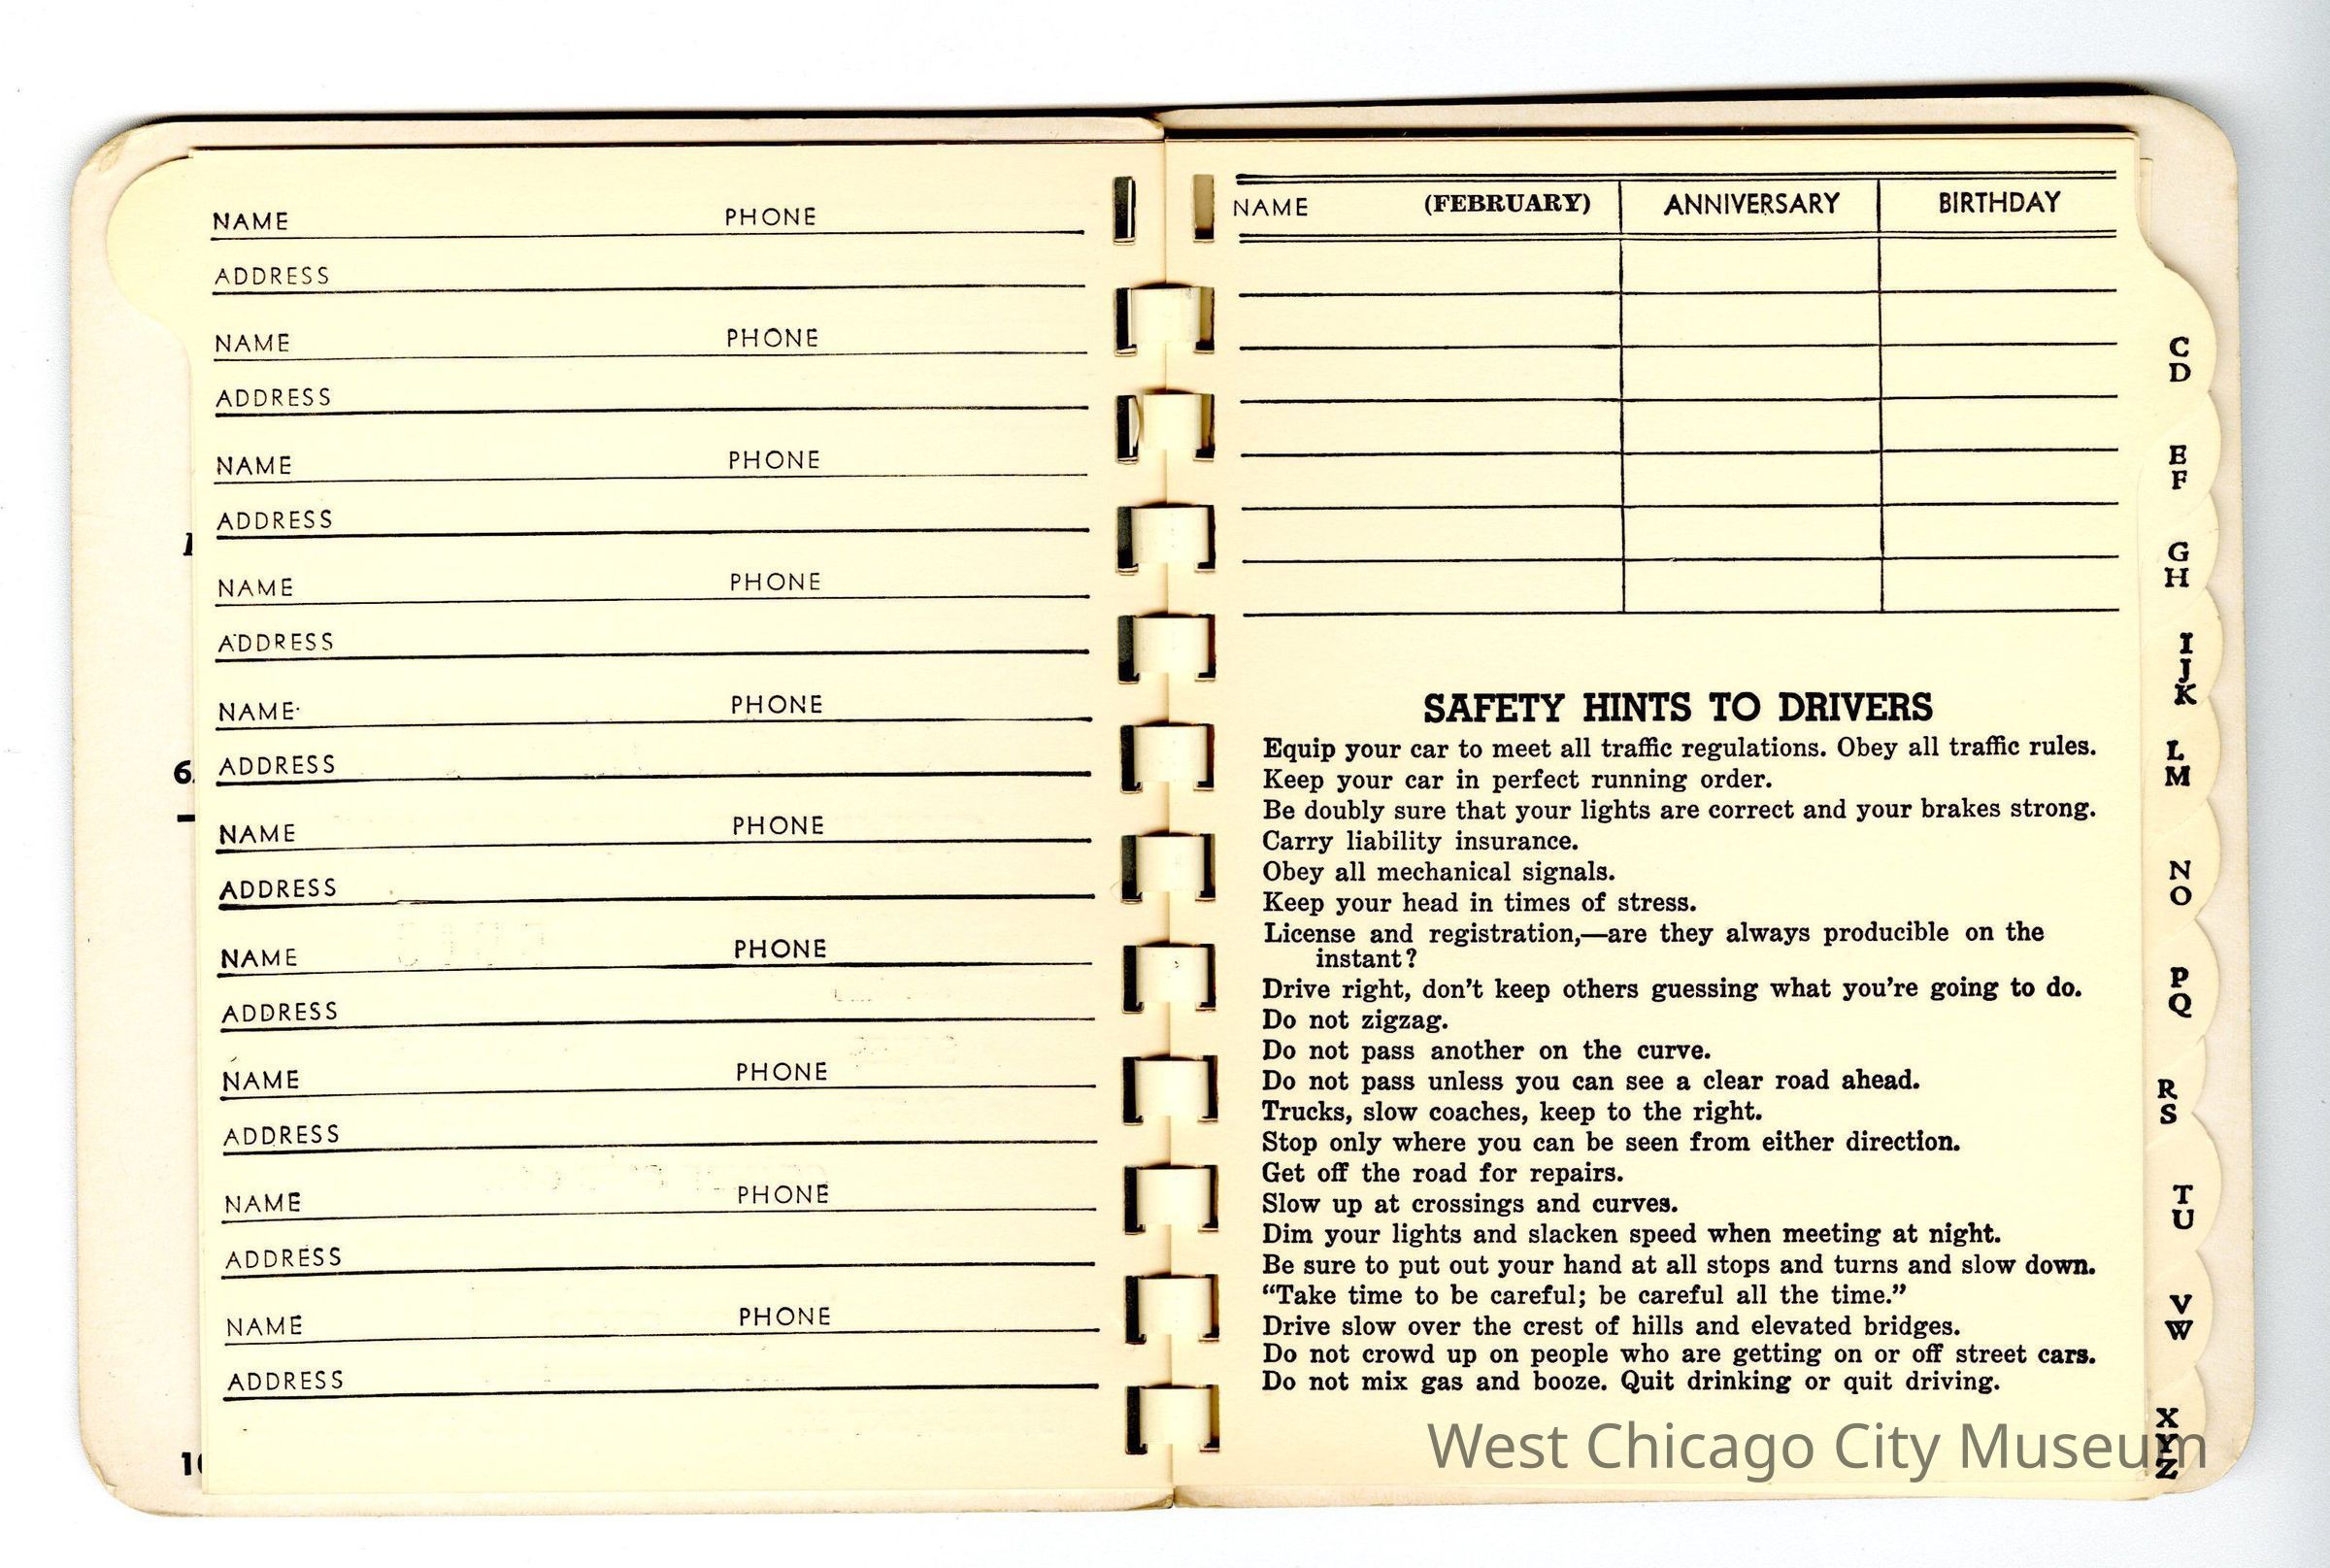 NAME PHONE
ADDRESS
NAME PHONE
ADDRESS
NAME PHONE
ADDRESS
NAME PHONE
ADDRESS
NAME PHONE
ADDRESS
NAME PHONE
ADDRESS
NAME PHONE
ADDRESS
NAME PHONE
ADDRESS
NAME PHONE
ADDRESS
NAME PHONE
ADDRESS
NAME (FEBRUARY) ANNIVERSARY BIRTHDAY
SAFETY HINTS TO DRIVERS
Equip your car to meet all traffic regulations. Obey all traffic rules.
Keep your car in perfect running order.
Be doubly sure that your lights are correct and your brakes strong.
Carry liability insurance.
Obey all mechanical signals.
Keep your head in times of stress.
License and registration,—are they always producible on the
instant?
Drive right, don't keep others guessing what you're going to do.
Do not zigzag.
Do not pass another on the curve.
Do not pass unless you can see a clear road ahead.
Trucks, slow coaches, keep to the right.
Stop only where you can be seen from either direction.
Get off the road for repairs.
Slow up at crossings and curves.
Dim your lights and slacken speed when meeting at night.
Be sure to put out your hand at all stops and turns and slow down.
“Take time to be careful; be careful all the time.”
Drive slow over the crest of hills and elevated bridges.
Do not crowd up on people who are getting on or off street cars.
Do not mix gas and booze. Quit drinking or quit driving.
C
D
E
F
G
H
I
J
K
L
M
N
O
P
Q
R
S
T
U
V
W
X
Y
Z
West Chicago City Museum